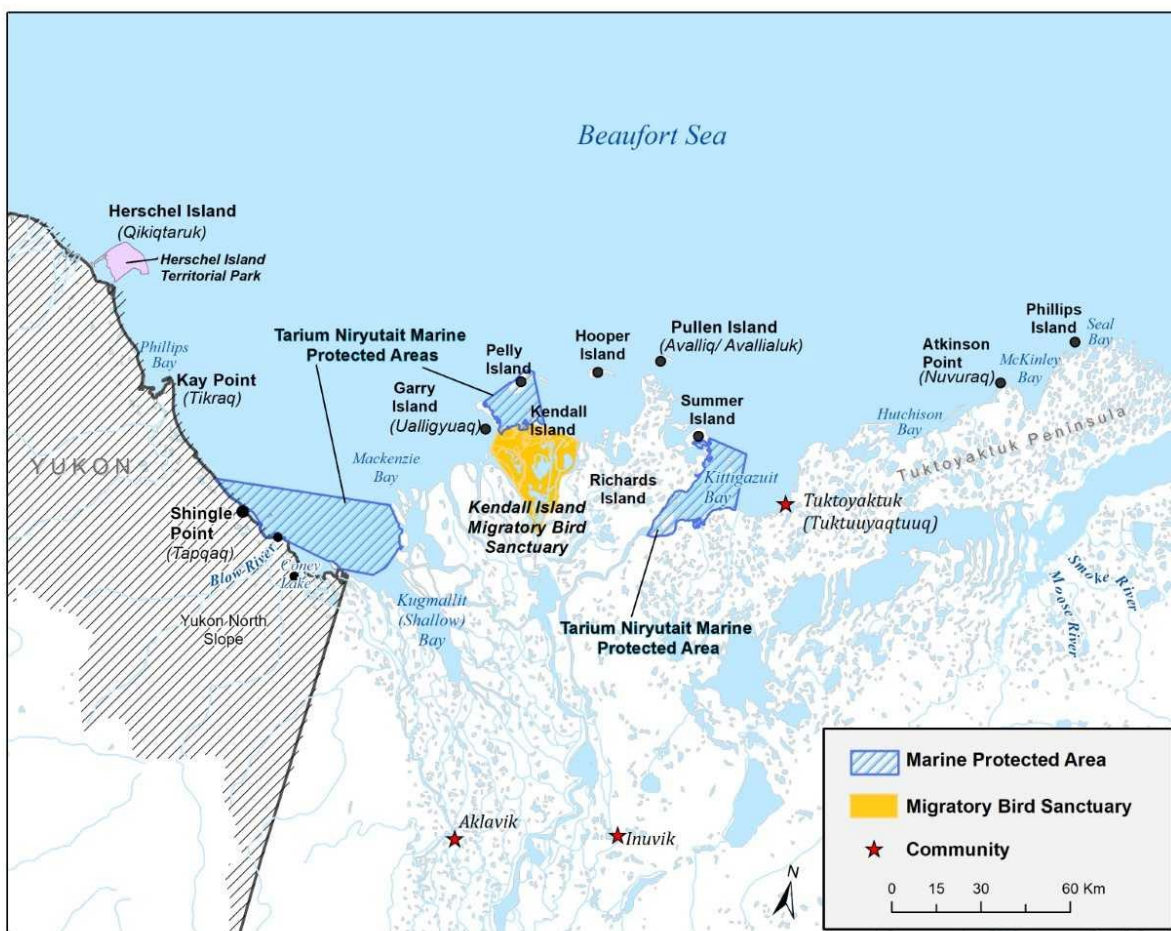 Beaufort Sea
Herschel Island
(Qikiqtaruk)
Herschel Island
Territorial Park
Phillips
Bay
Kay Point
(Tikraq)
YUKON
Tarium Niryutait Marine
Protected Areas
Pelly
Island
Hooper
Island
Pullen Island
(Avalliq/ Avallialuk)
Garry
Island
(Ualligyuaq)
Kendall
Island
Summer
Island
Phillips
Island
Seal
Bay
Atkinson
Point
(Nuvuraq)
McKinley
Bay
Hutchison
Bay
Tuktoyaktuk Peninsula
Mackenzie
Bay
Kendall Island
Migratory Bird
Sanctuary
Richards
Island
Kittigazuit
Bay
Tuktoyaktuk
(Tuktuuyaqtuuq)
Shingle
Point
(Tapqaq)
Blow-River
Coney
Lake
Yukon North
Slope
Kugmallit
(Shallow)
Bay
Tarium Niryutait Marine
Protected Area
Smoke River
Moose River
Aklavik
Inuvik
N
Marine Protected Area
Migratory Bird Sanctuary
Community
0 15 30 60 Km